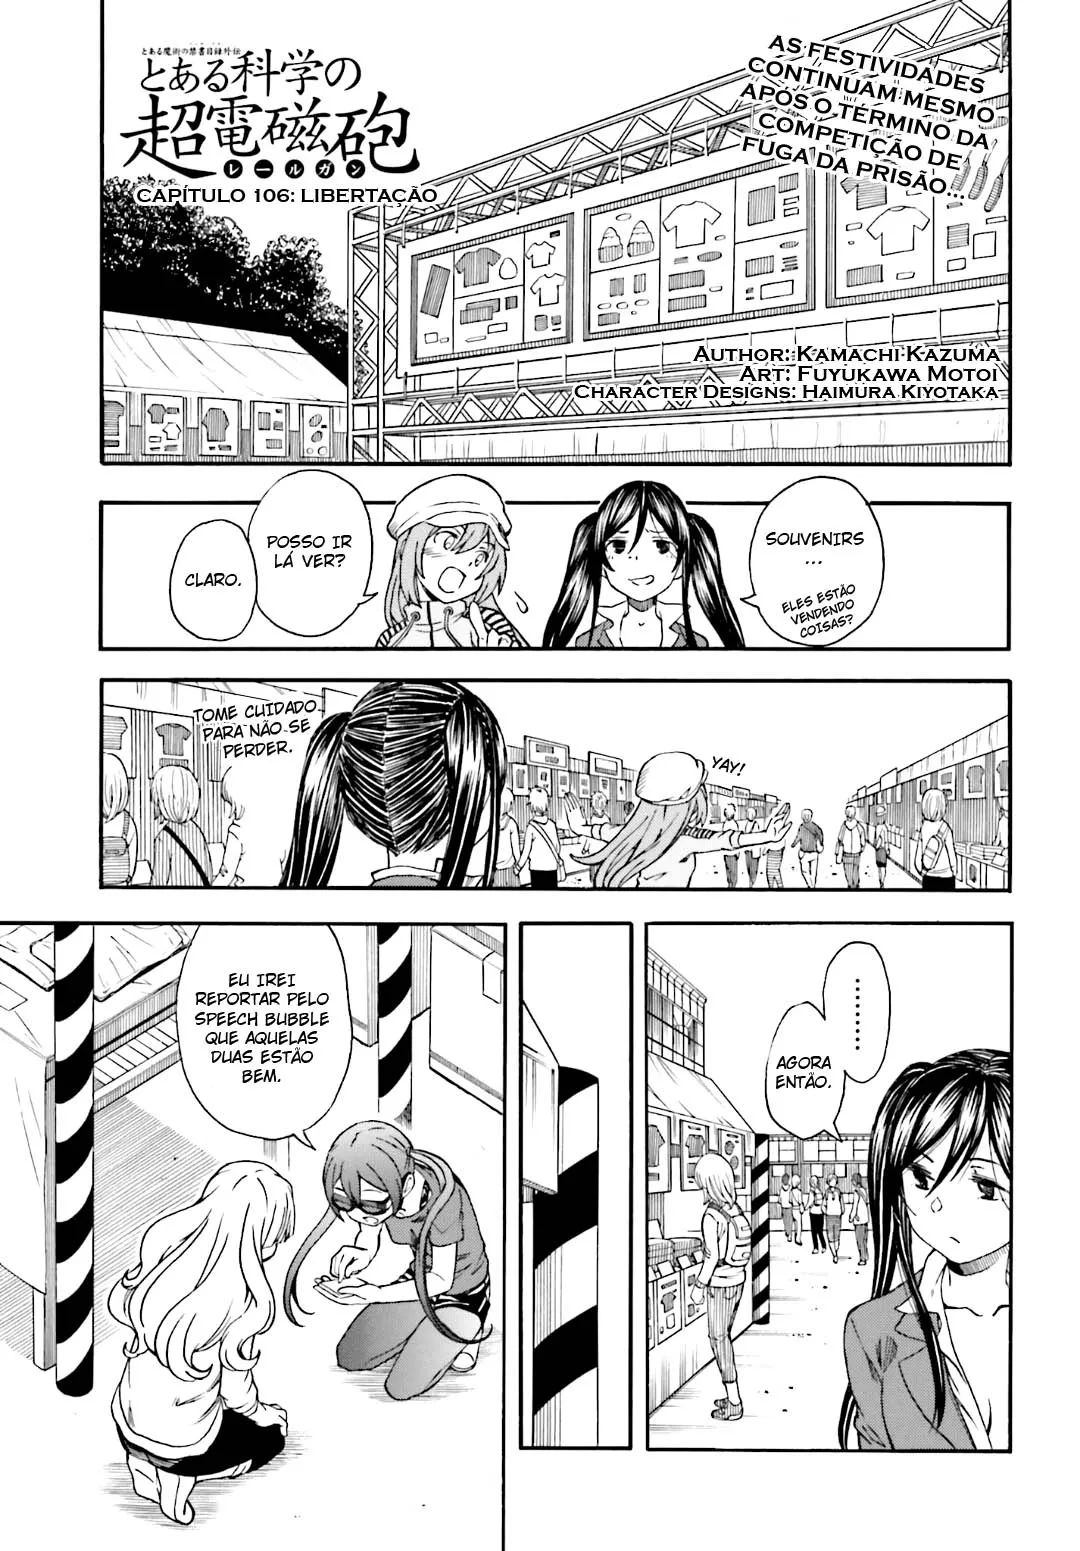 とある魔術の禁書目録外伝
とある科学の
超電磁砲
レールガン
CAPÍTULO 106: LIBERTAÇÃO
AS FESTIVIDADES
CONTINUAM MESMO
APÓS O TÉRMINO DA
COMPETIÇÃO DE
FUGA DA PRISÃO...
AUTHOR: KAMACHI KAZUMA
ART: FUYUKAWA MOTOI
CHARACTER DESIGNS: HAIMURA KIYOTAKA
SOUVENIRS
...
ELES ESTÃO
VENDENDO
COISAS?
POSSO IR
LÁ VER?
CLARO.
YAY!
TOME CUIDADO
PARA NÃO SE
PERDER.
.........
AGORA
ENTÃO.
EU IREI
REPORTAR PELO
SPEECH BUBBLE
QUE AQUELAS
DUAS ESTÃO
BEM.